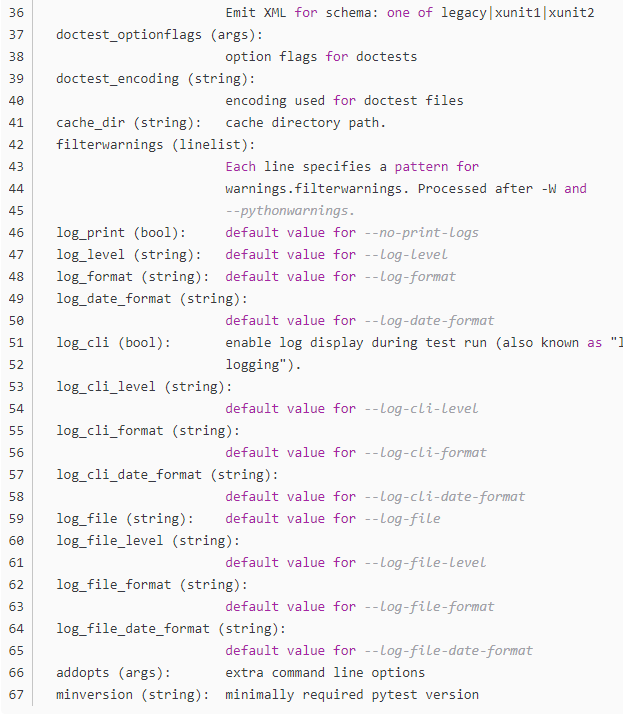 36 Emit XML for schema: one of legacy|xunit1|xunit2
37 doctest_optionflags (args):
38 option flags for doctests
39 doctest_encoding (string):
40 encoding used for doctest files
41 cache_dir (string): cache directory path.
42 filterwarnings (linelist):
43 Each line specifies a pattern for
44 warnings.filterwarnings. Processed after -W and
45 --pythonwarnings.
46 log_print (bool): default value for --no-print-logs
47 log_level (string): default value for --log-level
48 log_format (string): default value for --log-format
49 log_date_format (string):
50 default value for --log-date-format
51 log_cli (bool): enable log display during test run (also known as
52 logging").
53 log_cli_level (string):
54 default value for --log-cli-level
55 log_cli_format (string):
56 default value for --log-cli-format
57 log_cli_date_format (string):
58 default value for --log-cli-date-format
59 log_file (string): default value for --log-file
60 log_file_level (string):
61 default value for --log-file-level
62 log_file_format (string):
63 default value for --log-file-format
64 log_file_date_format (string):
65 default value for --log-file-date-format
66 addopts (args): extra command line options
67 minversion (string): minimally required pytest version